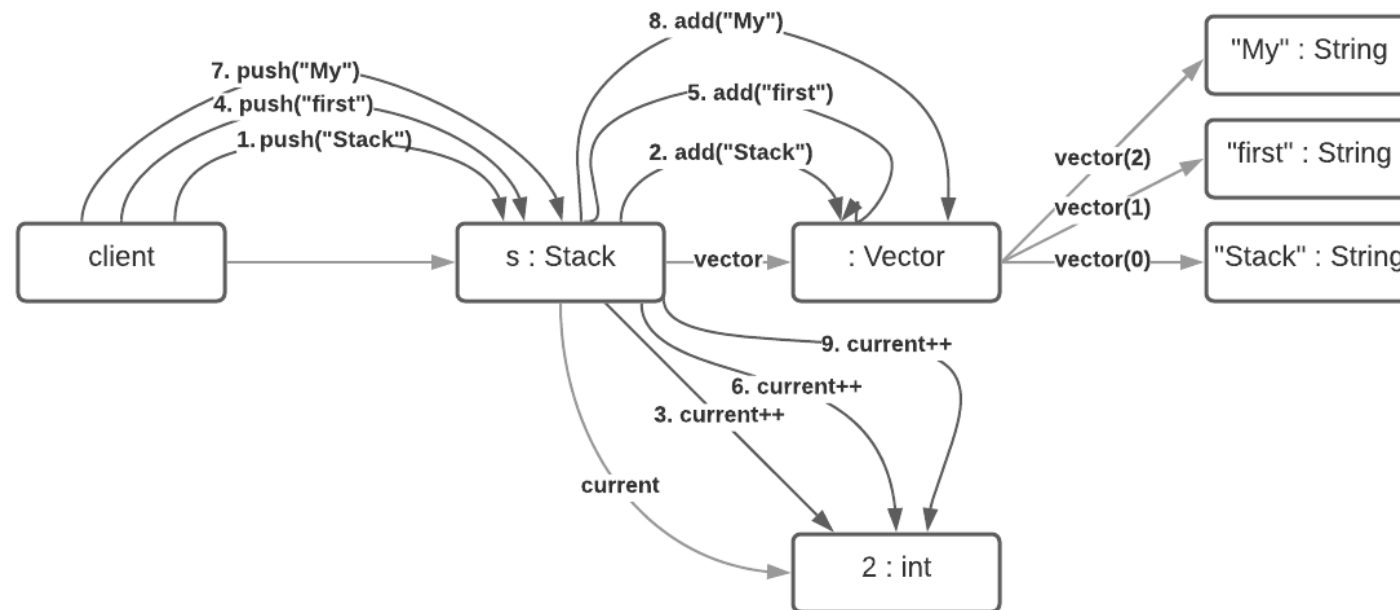 8. add("My")
"My" : String
7. push("My")
5. add("first")
4. push("first")
1. push("Stack")
2. add("Stack")
"first" : String
vector(2)
vector(1)
client
s : Stack
vector
: Vector
vector(0)
"Stack" : String
9. current++
6. current++
3. current++
current
2 : int